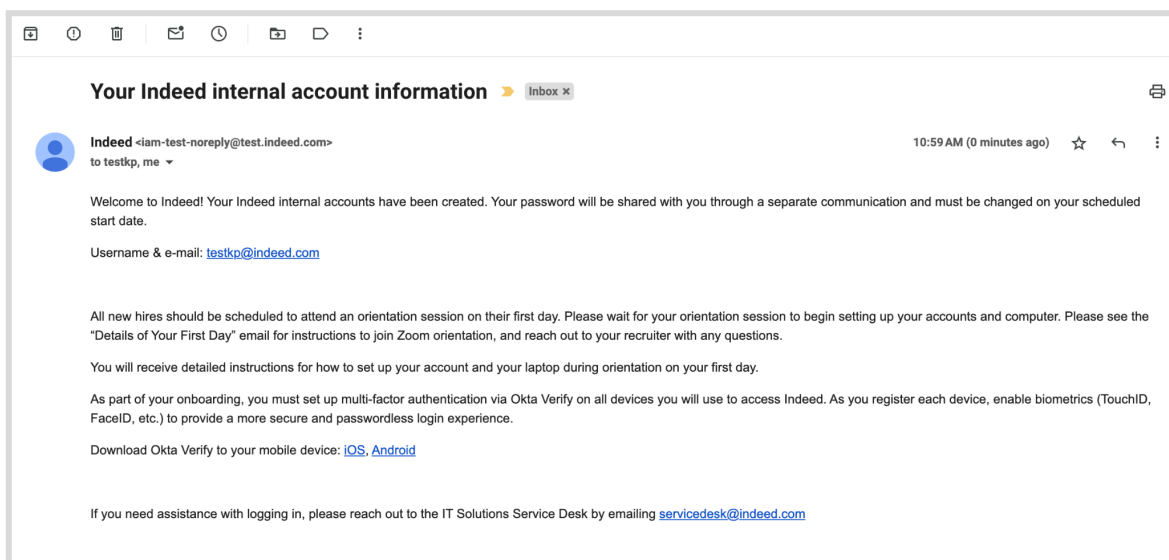 Your Indeed internal account information Inbox ×
Indeed <iam-test-noreply@test.indeed.com> 10:59 AM (0 minutes ago)
to testkp, me
Welcome to Indeed! Your Indeed internal accounts have been created. Your password will be shared with you through a separate communication and must be changed on your scheduled
start date.
Username & e-mail: testkp@indeed.com
All new hires should be scheduled to attend an orientation session on their first day. Please wait for your orientation session to begin setting up your accounts and computer. Please see the
“Details of Your First Day” email for instructions to join Zoom orientation, and reach out to your recruiter with any questions.
You will receive detailed instructions for how to set up your account and your laptop during orientation on your first day.
As part of your onboarding, you must set up multi-factor authentication via Okta Verify on all devices you will use to access Indeed. As you register each device, enable biometrics (TouchID,
FaceID, etc.) to provide a more secure and passwordless login experience.
Download Okta Verify to your mobile device: iOS, Android
If you need assistance with logging in, please reach out to the IT Solutions Service Desk by emailing servicedesk@indeed.com